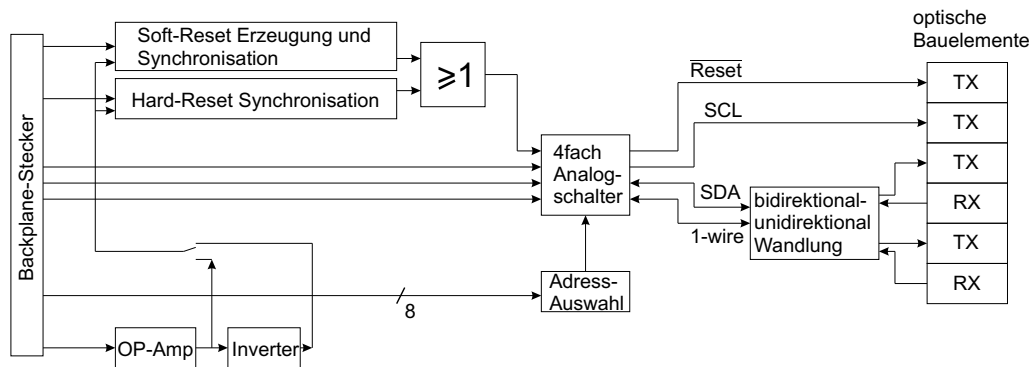 optische
Bauelemente
Backplane-Stecker
Soft-Reset Erzeugung und
Synchronisation
Hard-Reset Synchronisation
⩾1
4fach
Analog-
schalter
Reset
SCL
SDA
1-wire
bidirektional-
unidirektional
Wandlung
TX
TX
TX
RX
TX
RX
8
Adress-
Auswahl
OP-Amp
Inverter